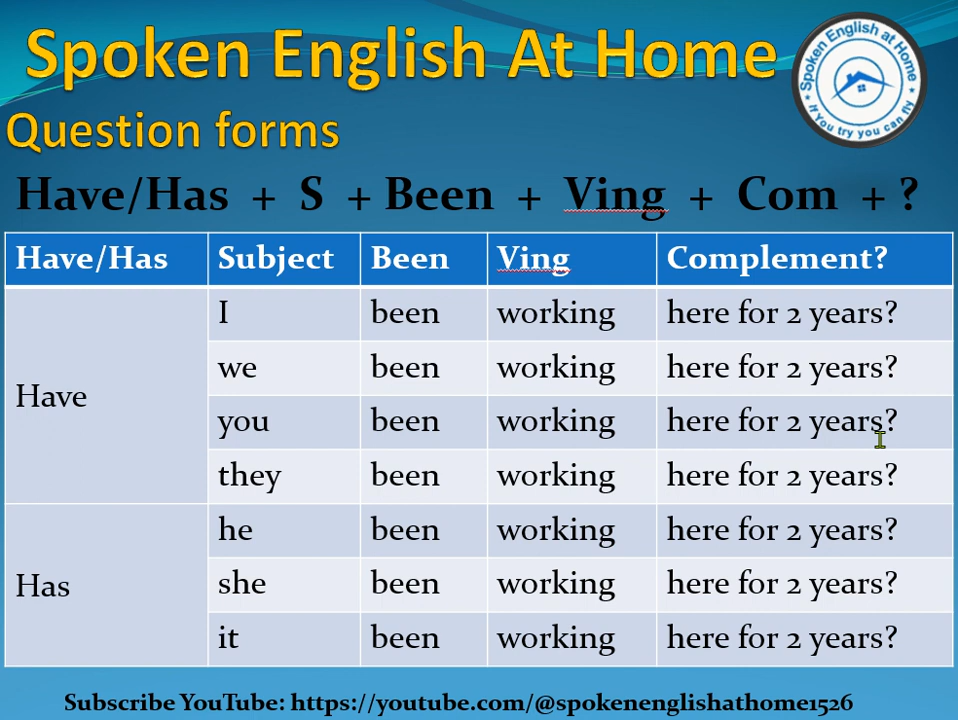 Spoken English At Home
Spoken English at Home
If You try you can fly
Question forms
Have/Has + S + Been + Ving + Com + ?
Have/Has Subject Been Ving Complement?
Have I been working here for 2 years?
we been working here for 2 years?
you been working here for 2 years?
they been working here for 2 years?
Has he been working here for 2 years?
she been working here for 2 years?
it been working here for 2 years?
Subscribe YouTube: https://youtube.com/@spokenenglishathome1526